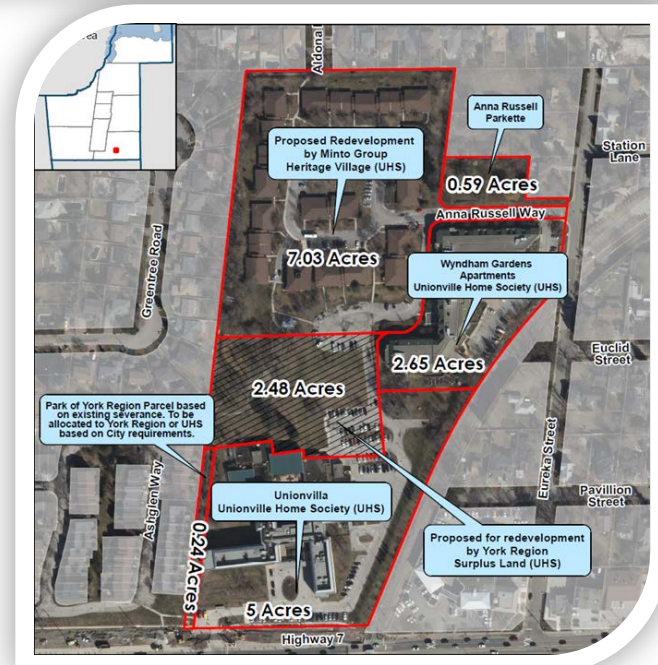 rea
Aldona
Anna Russell
Parkette
Proposed Redevelopment
by Minto Group
Heritage Village (UHS)
Station
Lane
0.59 Acres
Anna Russell Way
Greentree Road
7.03 Acres
Wyndham Gardens
Apartments
Unionville Home Society (UHS)
Euclid
Street
2.65 Acres
2.48 Acres
Park of York Region Parcel based
on existing severance. To be
allocated to York Region or UHS
based on City requirements.
Eureka Street
Ashglen Way
Unionvilla
Unionville Home Society (UHS)
Pavillion
Street
0.24 Acres
Proposed for redevelopment
by York Region
Surplus Land (UHS)
5 Acres
Highway 7